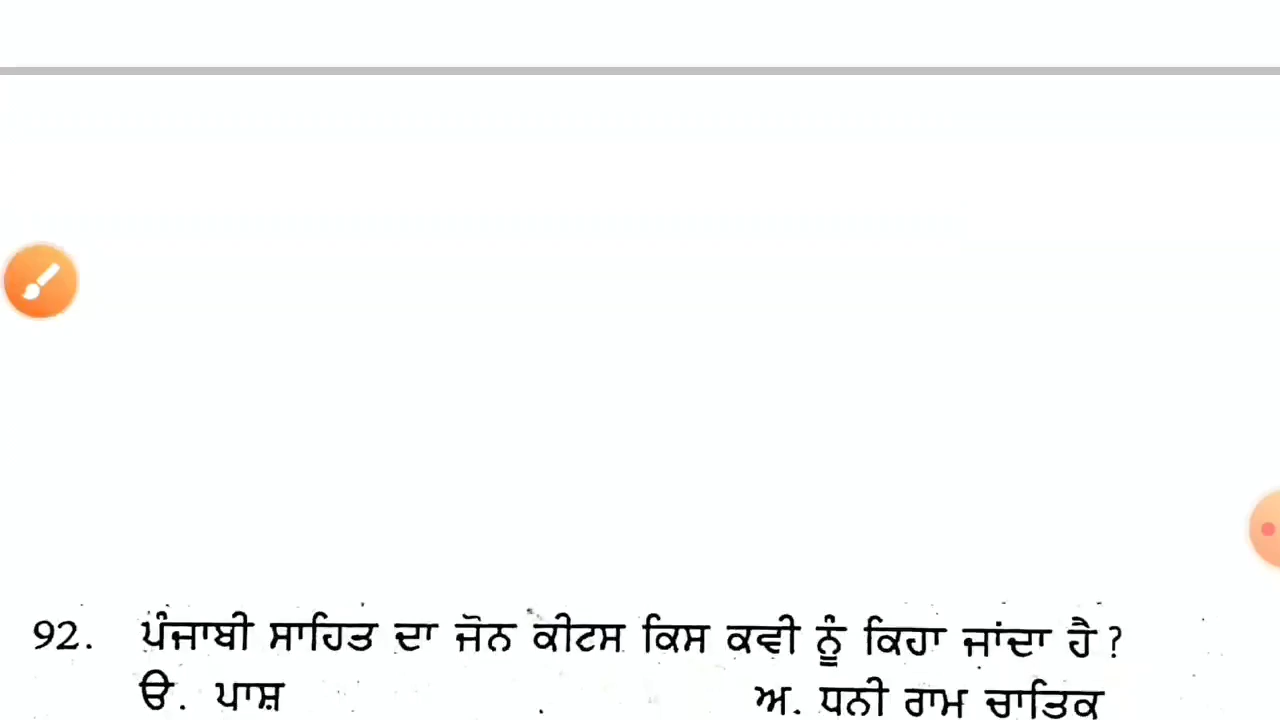 92. ਪੰਜਾਬੀ ਸਾਹਿਤ ਦਾ ਜੋਨ ਕੀਟਸ ਕਿਸ ਕਵੀ ਨੂੰ ਕਿਹਾ ਜਾਂਦਾ ਹੈ ?
ੳ. ਪਾਸ਼ ਅ. ਧਨੀ ਰਾਮ ਚਾਤਿਕ